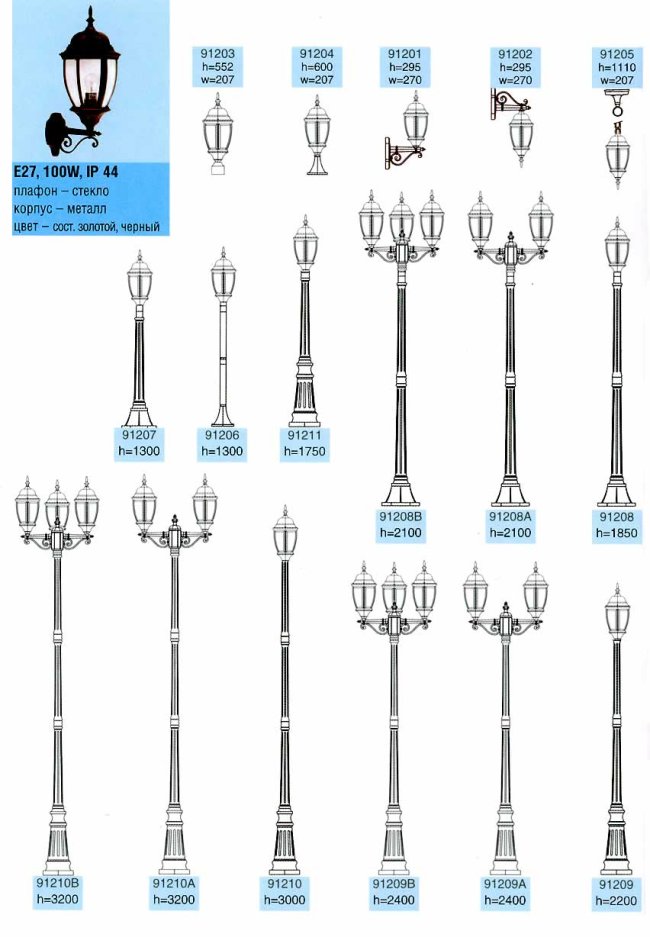 91203
h=552
w=207
91204
h=600
w=207
91201
h=295
w=270
91202
h=295
w=270
91205
h=1110
w=207
E27, 100W, IP 44
плафон – стекло
корпус – металл
цвет – сост. золотой, черный
91207
h=1300
91206
h=1300
91211
h=1750
91208B
h=2100
91208A
h=2100
91208
h=1850
91210B
h=3200
91210A
h=3200
91210
h=3000
91209B
h=2400
91209A
h=2400
91209
h=2200